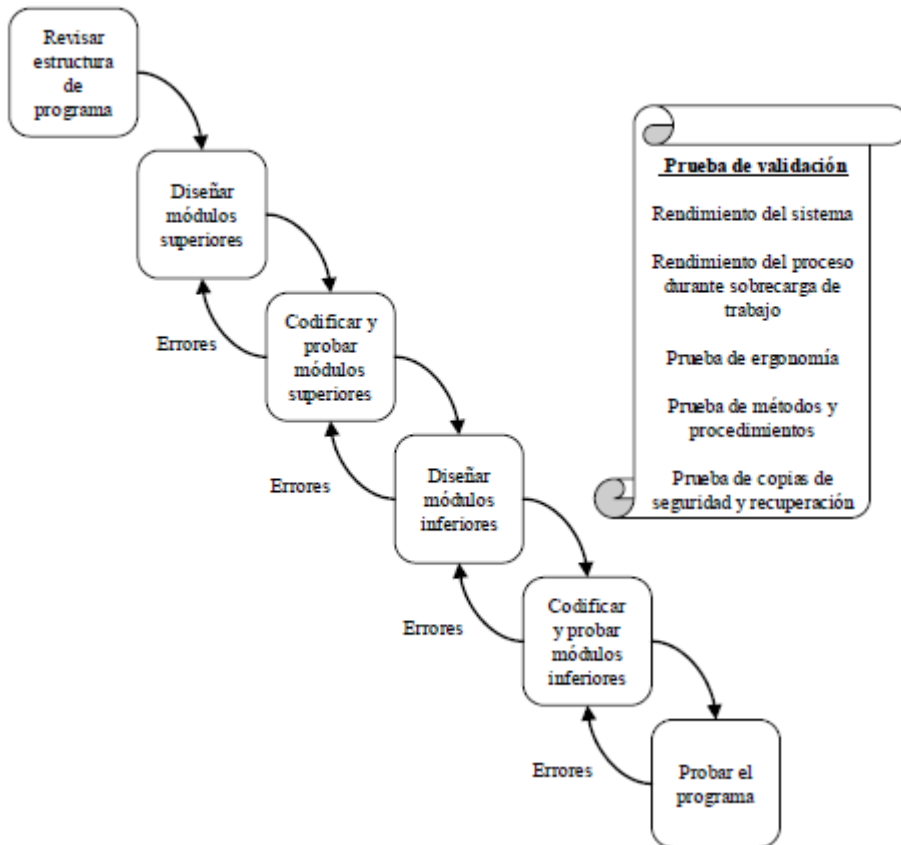 Revisar
estructura
de
programa
Diseñar
módulos
superiores
Errores
Codificar y
probar
módulos
superiores
Errores
Diseñar
módulos
inferiores
Errores
Codificar
y probar
módulos
inferiores
Errores
Probar el
programa
Prueba de validación
Rendimiento del sistema
Rendimiento del proceso
durante sobrecarga de
trabajo
Prueba de ergonomía
Prueba de métodos y
procedimientos
Prueba de copias de
seguridad y recuperación